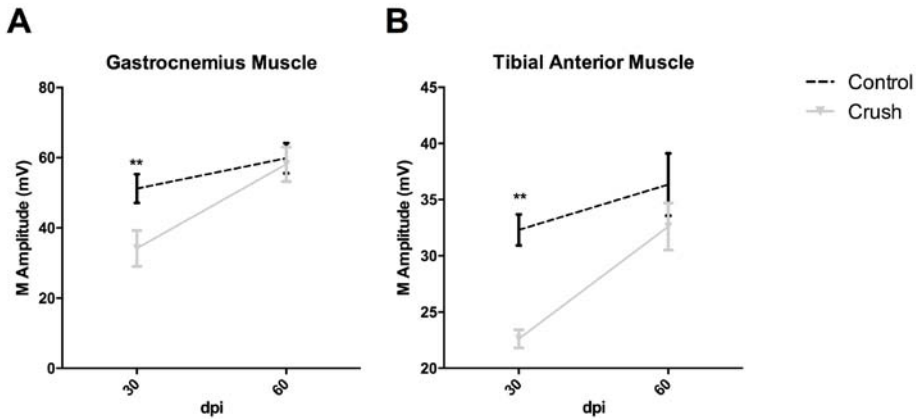 A
B
Gastrocnemius Muscle
Tibial Anterior Muscle
Control
Crush
M Amplitude (mV)
80
60
40
20
0
**
30
60
dpi
M Amplitude (mV)
45
40
35
30
25
20
**
30
60
dpi